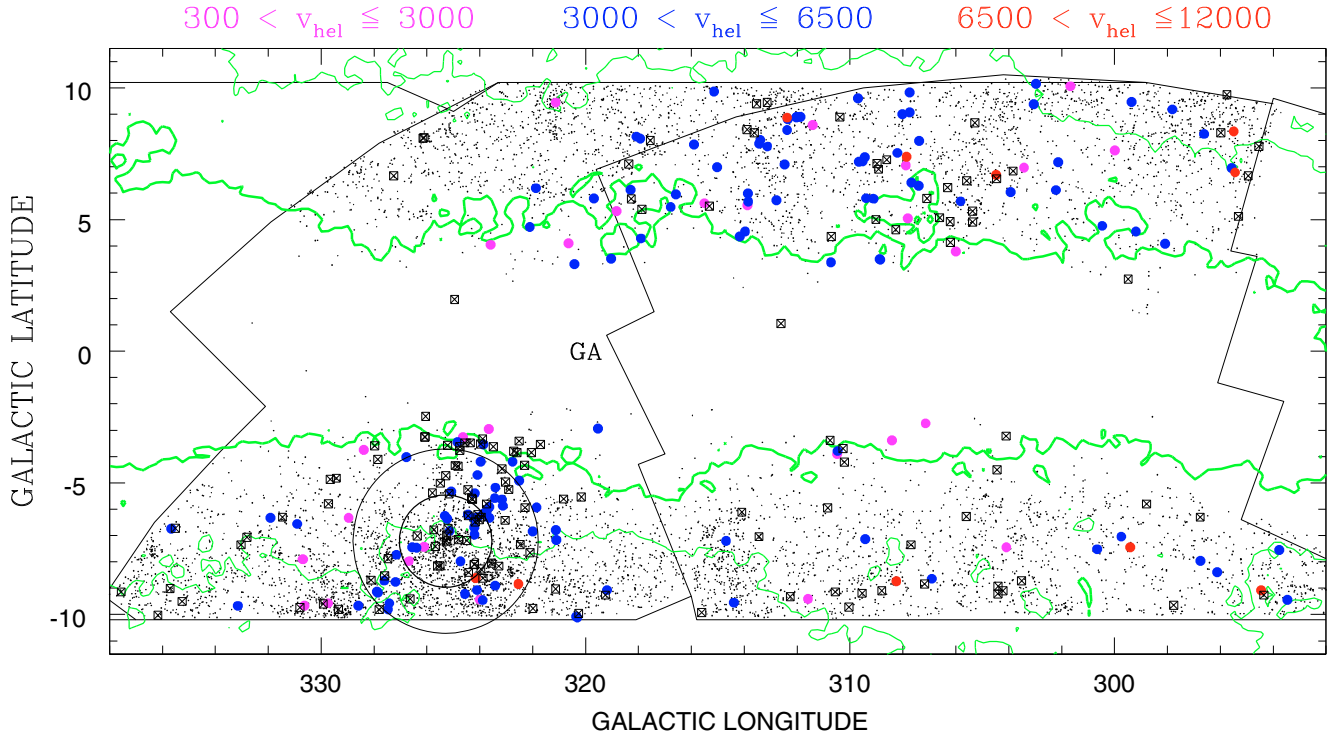 300 < v_hel ≤ 3000 3000 < v_hel ≤ 6500 6500 < v_hel ≤12000
10
5
0
-5
-10
GALACTIC LATITUDE
GA
330 320 310 300
GALACTIC LONGITUDE